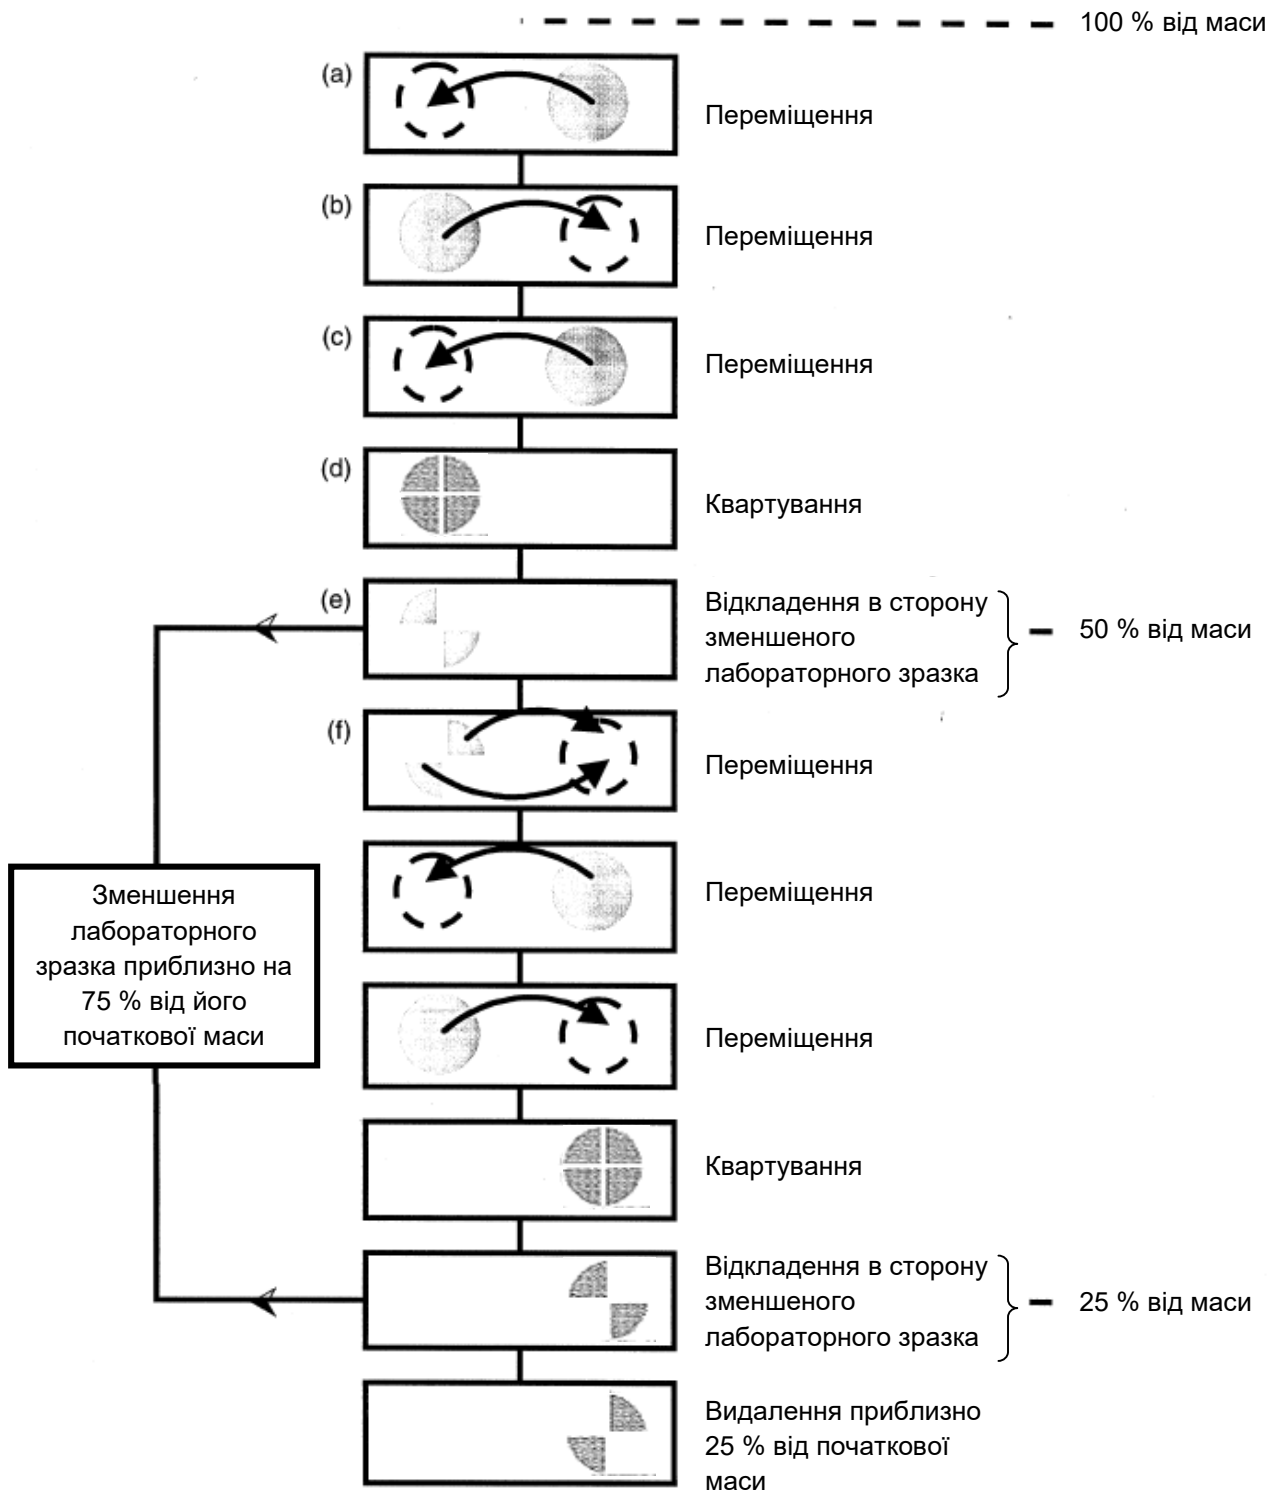 100 % від маси
(a)
Переміщення
(b)
Переміщення
(c)
Переміщення
(d)
Квартування
(e)
Відкладення в сторону
зменшеного
лабораторного зразка
50 % від маси
(f)
Переміщення
Переміщення
Зменшення
лабораторного
зразка приблизно на
75 % від його
початкової маси
Переміщення
Квартування
Відкладення в сторону
зменшеного
лабораторного зразка
25 % від маси
Видалення приблизно
25 % від початкової
маси